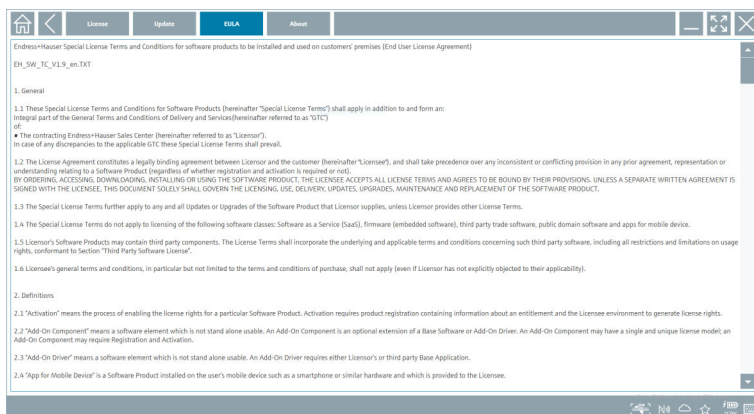 License Update EULA About
Endress+Hauser Special License Terms and Conditions for software products to be installed and used on customers' premises (End User License Agreement)
EH_SW_TC_V1.9_en.TXT
1. General
1.1 These Special License Terms and Conditions for Software Products (hereinafter "Special License Terms") shall apply in addition to and form an:
Integral part of the General Terms and Conditions of Delivery and Services(hereinafter referred to as "GTC")
of:
▪ The contracting Endress+Hauser Sales Center (hereinafter referred to as "Licensor").
In case of any discrepancies to the applicable GTC these Special License Terms shall prevail.
1.2 The License Agreement constitutes a legally binding agreement between Licensor and the customer (hereinafter "Licensee"), and shall take precedence over any inconsistent or conflicting provision in any prior agreement, representation or
understanding relating to a Software Product (regardless of whether registration and activation is required or not).
BY ORDERING, ACCESSING, DOWNLOADING, INSTALLING OR USING THE SOFTWARE PRODUCT, THE LICENSEE ACCEPTS ALL LICENSE TERMS AND AGREES TO BE BOUND BY THEIR PROVISIONS. UNLESS A SEPARATE WRITTEN AGREEMENT IS
SIGNED WITH THE LICENSEE, THIS DOCUMENT SOLELY SHALL GOVERN THE LICENSING, USE, DELIVERY, UPDATES, UPGRADES, MAINTENANCE AND REPLACEMENT OF THE SOFTWARE PRODUCT.
1.3 The Special License Terms further apply to any and all Updates or Upgrades of the Software Product that Licensor supplies, unless Licensor provides other License Terms.
1.4 The Special License Terms do not apply to licensing of the following software classes: Software as a Service (SaaS), firmware (embedded software), third party trade software, public domain software and apps for mobile device.
1.5 Licensor's Software Products may contain third party components. The License Terms shall incorporate the underlying and applicable terms and conditions concerning such third party software, including all restrictions and limitations on usage
rights, conformant to Section "Third Party Software License".
1.6 Licensee's general terms and conditions, in particular but not limited to the terms and conditions of purchase, shall not apply (even if Licensor has not explicitly objected to their applicability).
2. Definitions
2.1 "Activation" means the process of enabling the license rights for a particular Software Product. Activation requires product registration containing information about an entitlement and the Licensee environment to generate license rights.
2.2 "Add-On Component" means a software element which is not stand alone usable. An Add-On Component is an optional extension of a Base Software or Add-On Driver. An Add-On Component may have a single and unique license model; an
Add-On Component may require Registration and Activation.
2.3 "Add-On Driver" means a software element which is not stand alone usable. An Add-On Driver requires either Licensor's or third party Base Application.
2.4 "App for Mobile Device" is a Software Product installed on the user's mobile device such as a smartphone or similar hardware and which is provided to the Licensee.